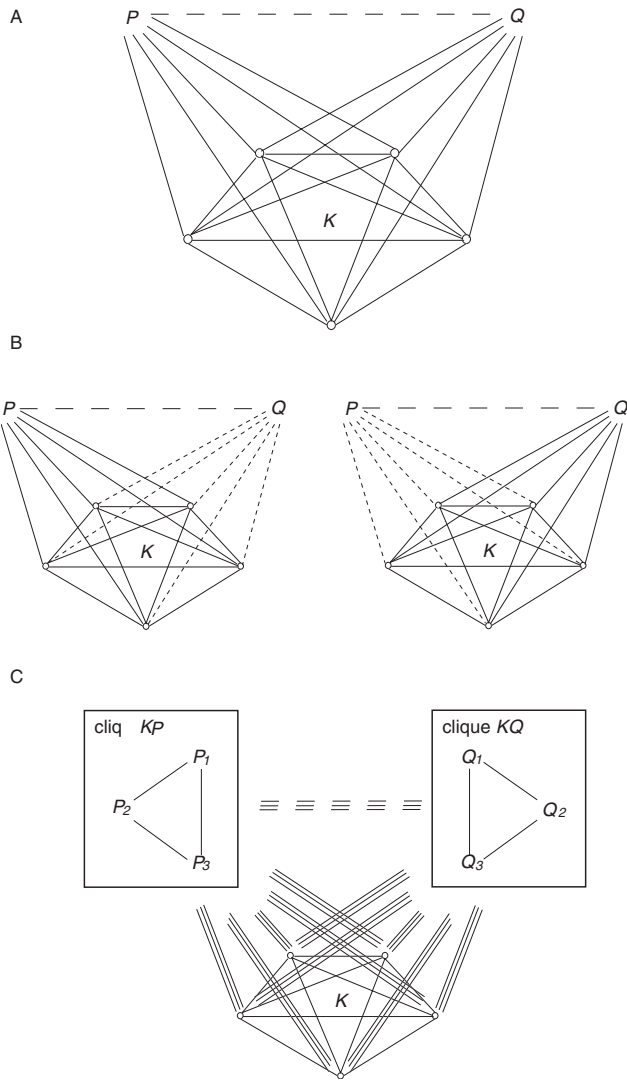 A
P Q
K
B
P Q P Q
K K
C
cliq KP clique KQ
P1 Q1
P2 Q2
P3 Q3
K